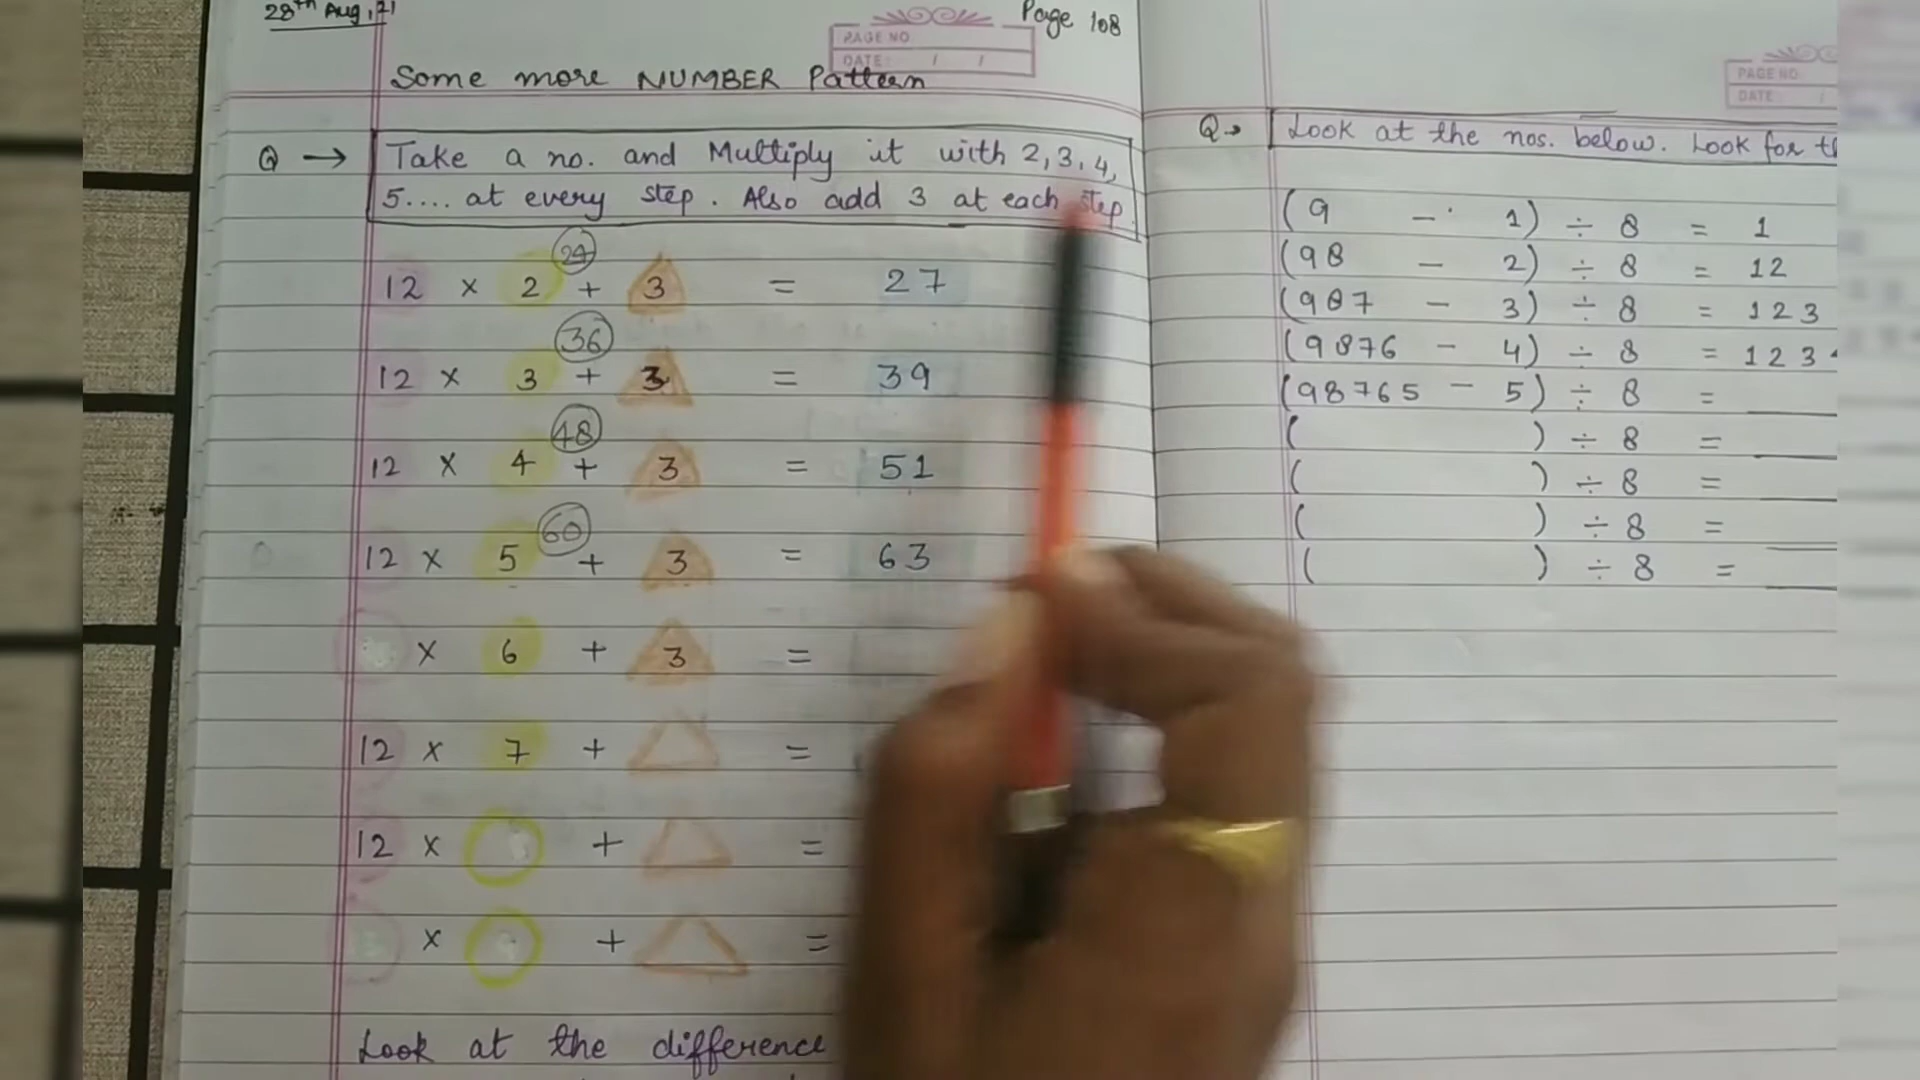 28th Aug, 21
Page 108
PAGE NO.
DATE: / /
Some more NUMBER Pattern
Q → Take a no. and Multiply it with 2, 3, 4,
5.... at every step. Also add 3 at each step.
24
12 × 2 + 3 = 27
36
12 × 3 + 3 = 39
48
12 × 4 + 3 = 51
60
12 × 5 + 3 = 63
× 6 + 3 =
12 × 7 + =
12 × + =
× + =
Look at the difference
PAGE NO.
DATE: /
Q→ Look at the nos. below. Look for
(9 - 1) ÷ 8 = 1
(98 - 2) ÷ 8 = 12
(987 - 3) ÷ 8 = 123
(9876 - 4) ÷ 8 = 123
(98765 - 5) ÷ 8 =
( ) ÷ 8 =
( ) ÷ 8 =
( ) ÷ 8 =
( ) ÷ 8 =